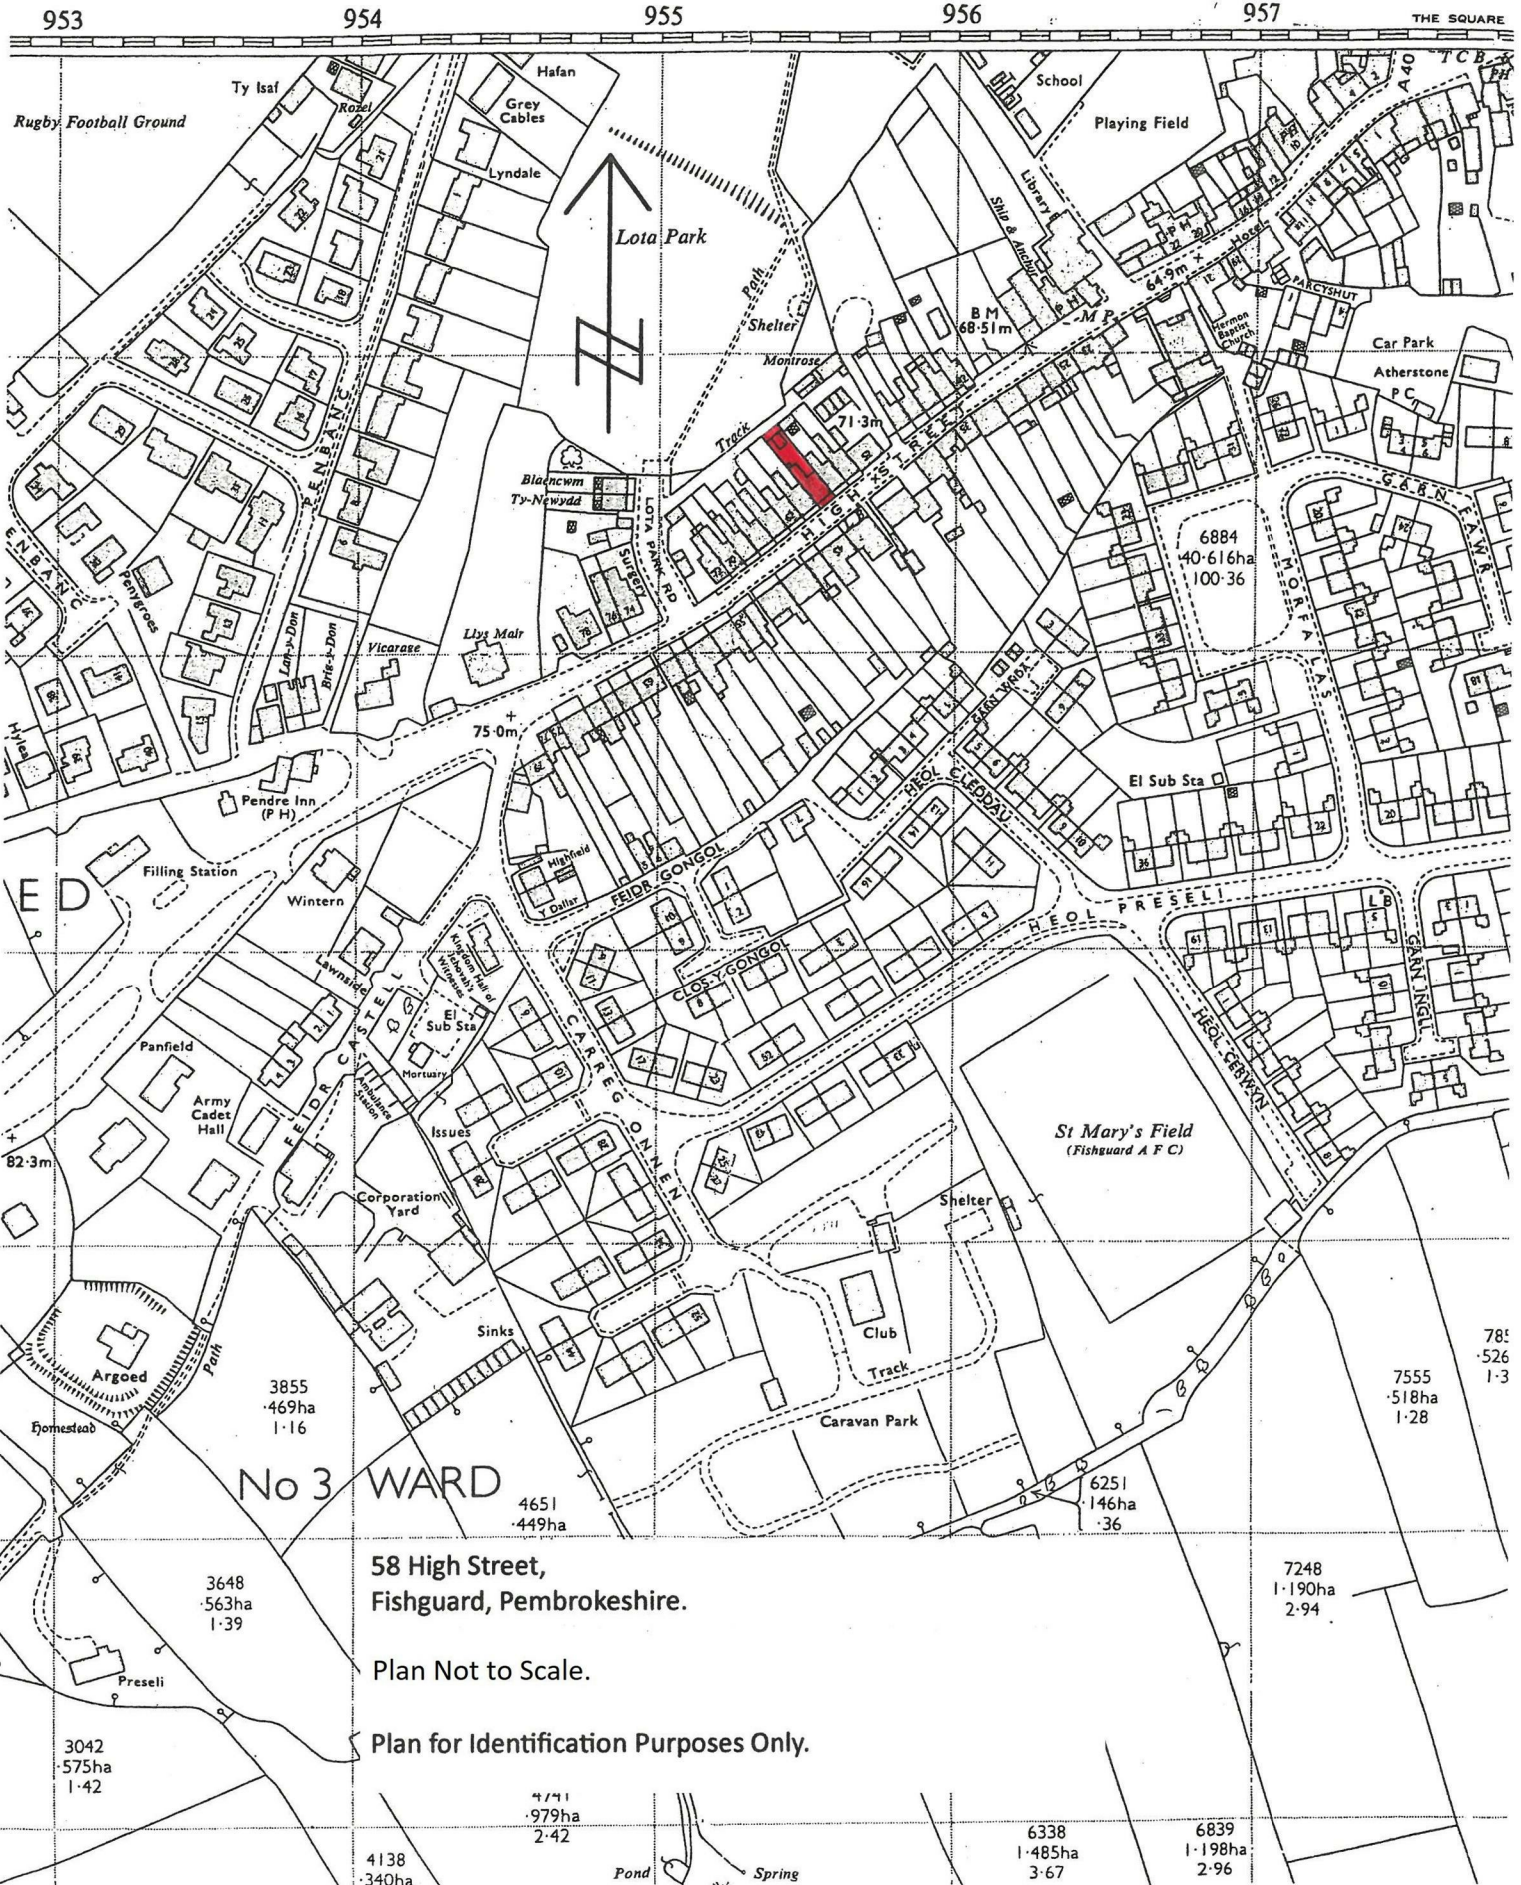 953
954
955
956
957
THE SQUARE
T C B
A 40
PH
Hafan
Ty Isaf
Rozel
Grey
Cables
School
Rugby Football Ground
Playing Field
Lyndale
Library
Ship & Anchor
Lota Park
P H
Hotel
64·9m
Path
PARCYSHUT
Shelter
B M
68·51m
P H
M P
Hermon
Baptist
Church
Car Park
Montrose
Atherstone
P C
PENBANC
Track
71·3m
HIGH STREET
Blaencwm
Ty-Newydd
LOTA PARK RD
GARN FAWR
6884
40·616ha
100·36
Surgery
MORFA LAS
ENBANC
Penygroes
Lan-y-Don
Brig-y-Don
Vicarage
Llys Mair
GARN WRDA
75·0m
Hylea
Pendre Inn
(P H)
HEOL CLEDDAU
El Sub Sta
Filling Station
Highfield
Y Dallar
FEIDR GONGOL
ED
Wintern
HEOL PRESELI
L B
Lawnside
Kingdom Hall of
Jehovah's
Witnesses
CLOS-Y-GONGOL
GARN INGLI
El
Sub Sta
CARREG ONNEN
HEOL CERWYN
Panfield
FEIDR CASTELL
Mortuary
Ambulance
Station
Army
Cadet
Hall
Issues
82·3m
St Mary's Field
(Fishguard A F C)
Corporation
Yard
Shelter
Sinks
Club
Argoed
Path
Track
Homestead
3855
·469ha
1·16
785
·526
1·3
7555
·518ha
1·28
Caravan Park
No 3 WARD
4651
·449ha
6251
·146ha
·36
58 High Street,
Fishguard, Pembrokeshire.
3648
·563ha
1·39
7248
1·190ha
2·94
Plan Not to Scale.
Preseli
Plan for Identification Purposes Only.
3042
·575ha
1·42
4741
·979ha
2·42
4138
·340ha
Pond
Spring
6338
1·485ha
3·67
6839
1·198ha
2·96